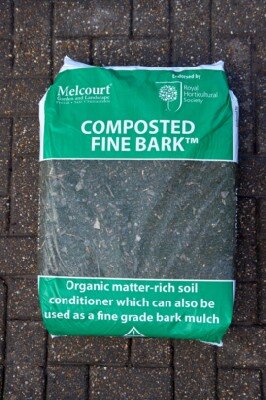 Melcourt
Garden and Landscape
Endorsed by
Royal
Horticultural
Society
COMPOSTED
FINE BARK™
Organic matter-rich soil
conditioner which can also be
used as a fine grade bark mulch